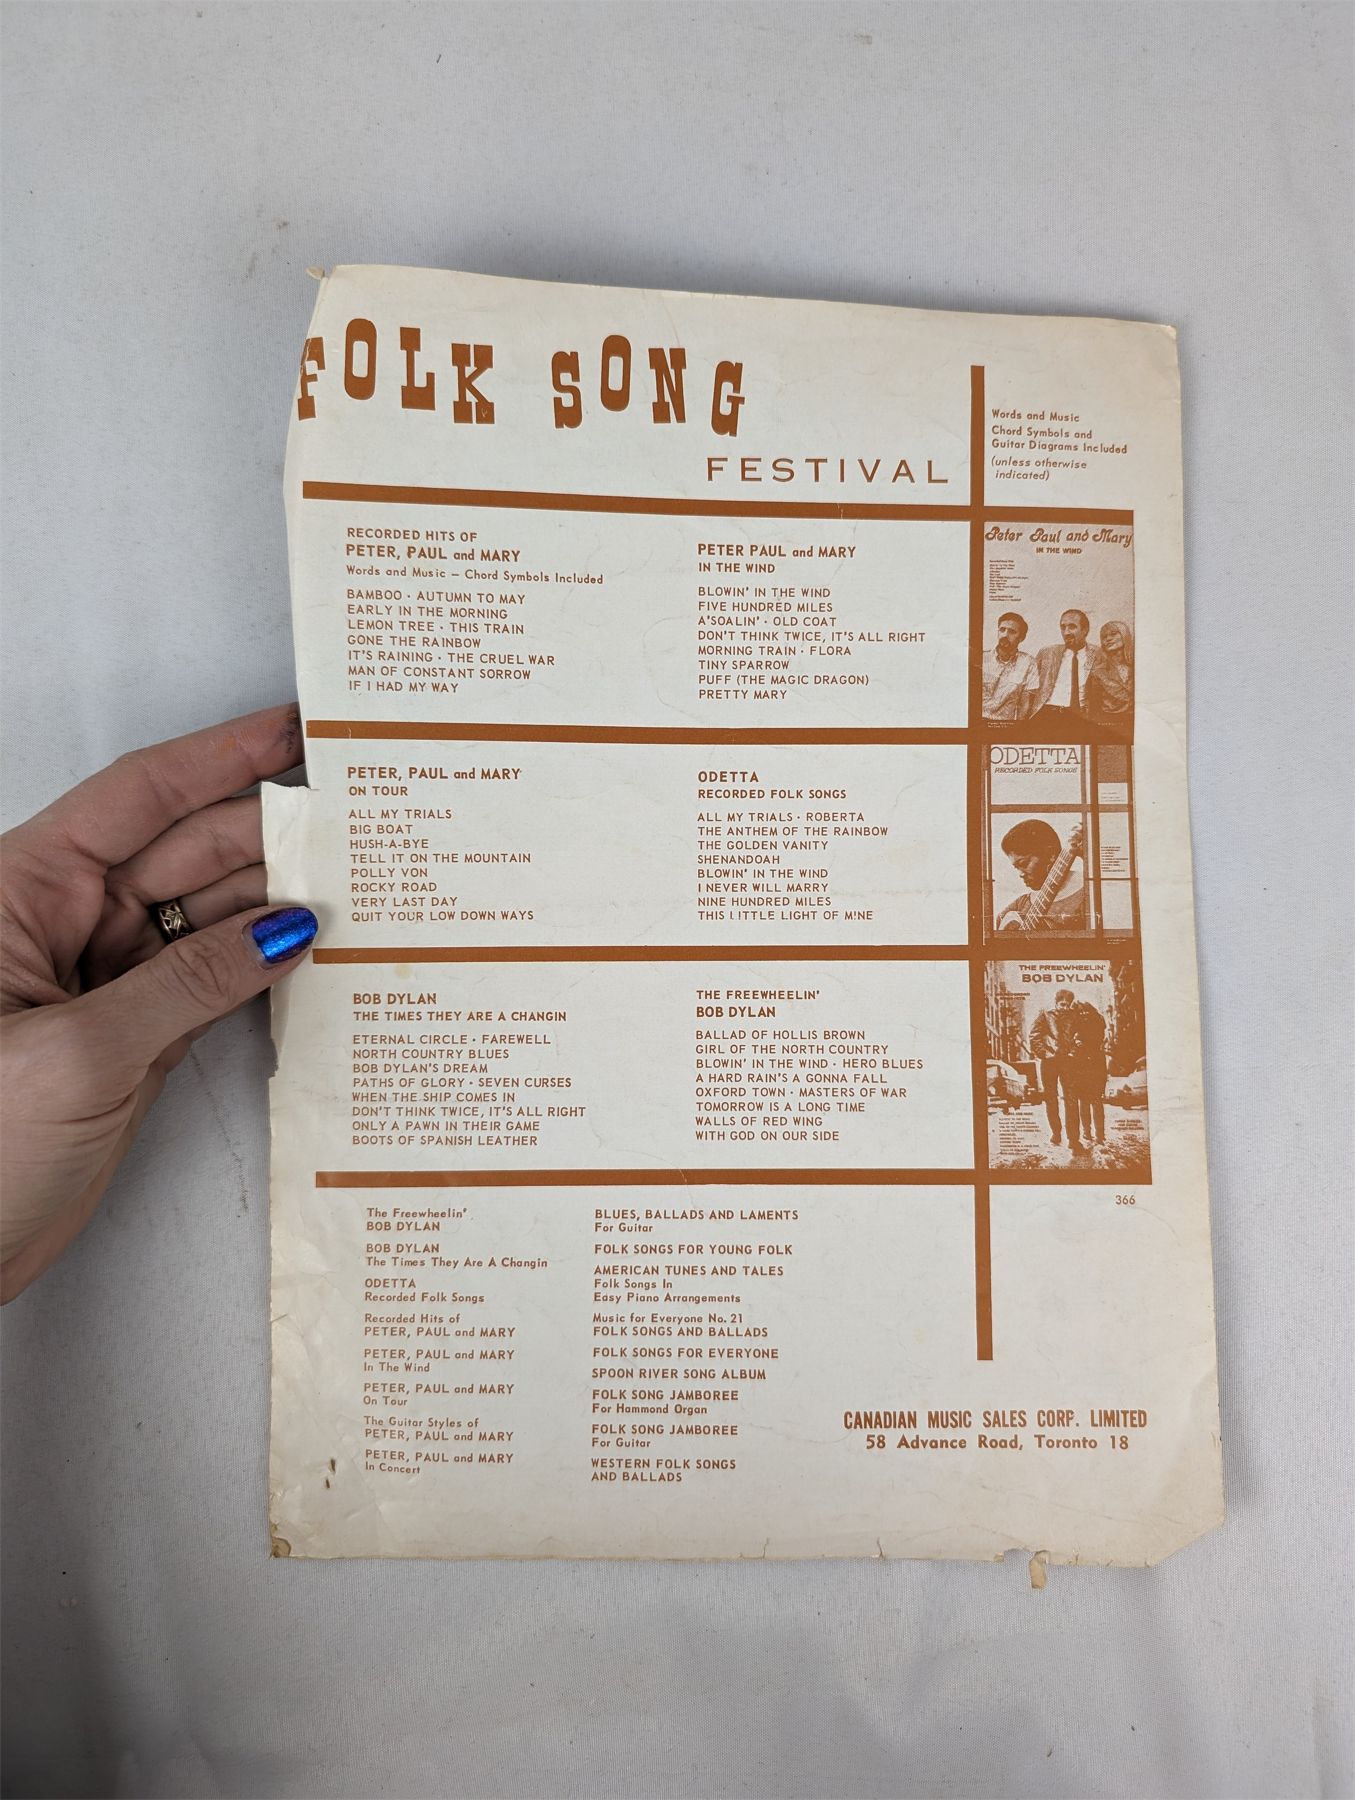 FOLK SONG
FESTIVAL
Words and Music
Chord Symbols and
Guitar Diagrams Included
(unless otherwise
indicated)
RECORDED HITS OF
PETER, PAUL and MARY
Words and Music – Chord Symbols Included
BAMBOO · AUTUMN TO MAY
EARLY IN THE MORNING
LEMON TREE · THIS TRAIN
GONE THE RAINBOW
IT'S RAINING · THE CRUEL WAR
MAN OF CONSTANT SORROW
IF I HAD MY WAY
PETER PAUL and MARY
IN THE WIND
BLOWIN' IN THE WIND
FIVE HUNDRED MILES
A'SOALIN' · OLD COAT
DON'T THINK TWICE, IT'S ALL RIGHT
MORNING TRAIN · FLORA
TINY SPARROW
PUFF (THE MAGIC DRAGON)
PRETTY MARY
Peter Paul and Mary
IN THE WIND
PETER, PAUL and MARY
ON TOUR
ALL MY TRIALS
BIG BOAT
HUSH-A-BYE
TELL IT ON THE MOUNTAIN
POLLY VON
ROCKY ROAD
VERY LAST DAY
QUIT YOUR LOW DOWN WAYS
ODETTA
RECORDED FOLK SONGS
ALL MY TRIALS · ROBERTA
THE ANTHEM OF THE RAINBOW
THE GOLDEN VANITY
SHENANDOAH
BLOWIN' IN THE WIND
I NEVER WILL MARRY
NINE HUNDRED MILES
THIS LITTLE LIGHT OF MINE
ODETTA
RECORDED FOLK SONGS
BOB DYLAN
THE TIMES THEY ARE A CHANGIN
ETERNAL CIRCLE · FAREWELL
NORTH COUNTRY BLUES
BOB DYLAN'S DREAM
PATHS OF GLORY · SEVEN CURSES
WHEN THE SHIP COMES IN
DON'T THINK TWICE, IT'S ALL RIGHT
ONLY A PAWN IN THEIR GAME
BOOTS OF SPANISH LEATHER
THE FREEWHEELIN'
BOB DYLAN
BALLAD OF HOLLIS BROWN
GIRL OF THE NORTH COUNTRY
BLOWIN' IN THE WIND · HERO BLUES
A HARD RAIN'S A GONNA FALL
OXFORD TOWN · MASTERS OF WAR
TOMORROW IS A LONG TIME
WALLS OF RED WING
WITH GOD ON OUR SIDE
THE FREEWHEELIN'
BOB DYLAN
366
The Freewheelin'
BOB DYLAN
BOB DYLAN
The Times They Are A Changin
ODETTA
Recorded Folk Songs
Recorded Hits of
PETER, PAUL and MARY
PETER, PAUL and MARY
In The Wind
PETER, PAUL and MARY
On Tour
The Guitar Styles of
PETER, PAUL and MARY
PETER, PAUL and MARY
In Concert
BLUES, BALLADS AND LAMENTS
For Guitar
FOLK SONGS FOR YOUNG FOLK
AMERICAN TUNES AND TALES
Folk Songs In
Easy Piano Arrangements
Music for Everyone No. 21
FOLK SONGS AND BALLADS
FOLK SONGS FOR EVERYONE
SPOON RIVER SONG ALBUM
FOLK SONG JAMBOREE
For Hammond Organ
FOLK SONG JAMBOREE
For Guitar
WESTERN FOLK SONGS
AND BALLADS
CANADIAN MUSIC SALES CORP. LIMITED
58 Advance Road, Toronto 18